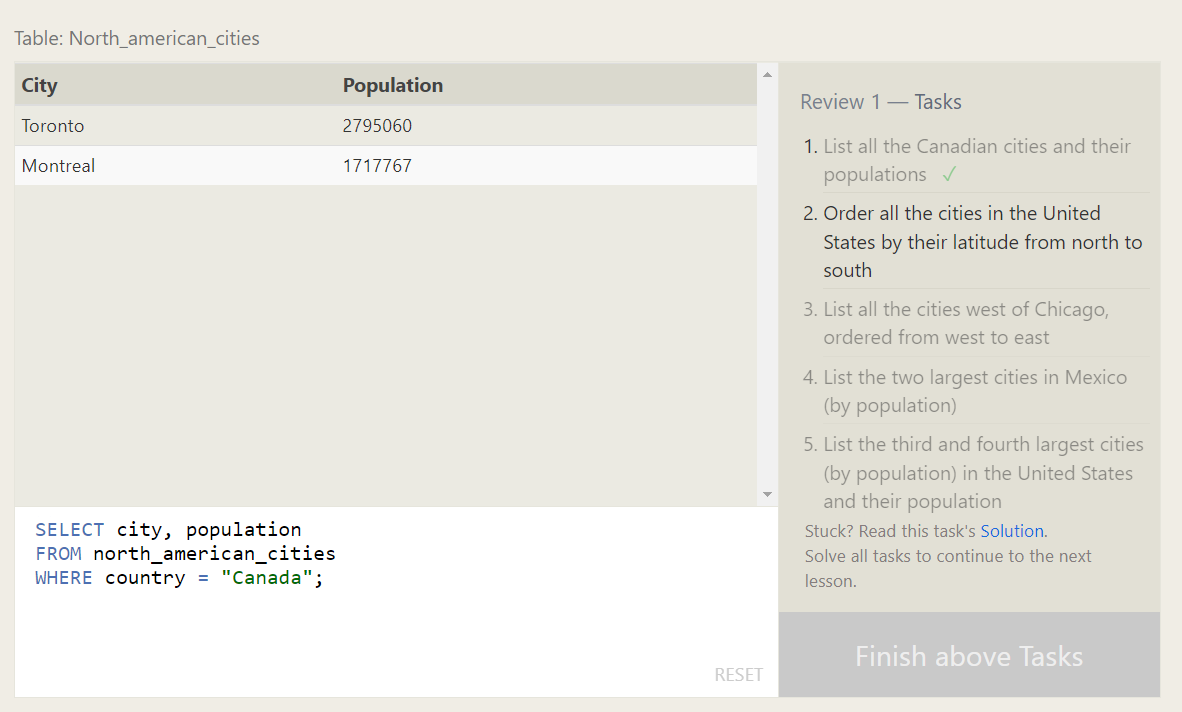 Table: North_american_cities
City Population
Toronto 2795060
Montreal 1717767
SELECT city, population
FROM north_american_cities
WHERE country = "Canada";
RESET
Review 1 — Tasks
1. List all the Canadian cities and their
populations ✓
2. Order all the cities in the United
States by their latitude from north to
south
3. List all the cities west of Chicago,
ordered from west to east
4. List the two largest cities in Mexico
(by population)
5. List the third and fourth largest cities
(by population) in the United States
and their population
Stuck? Read this task's Solution.
Solve all tasks to continue to the next
lesson.
Finish above Tasks